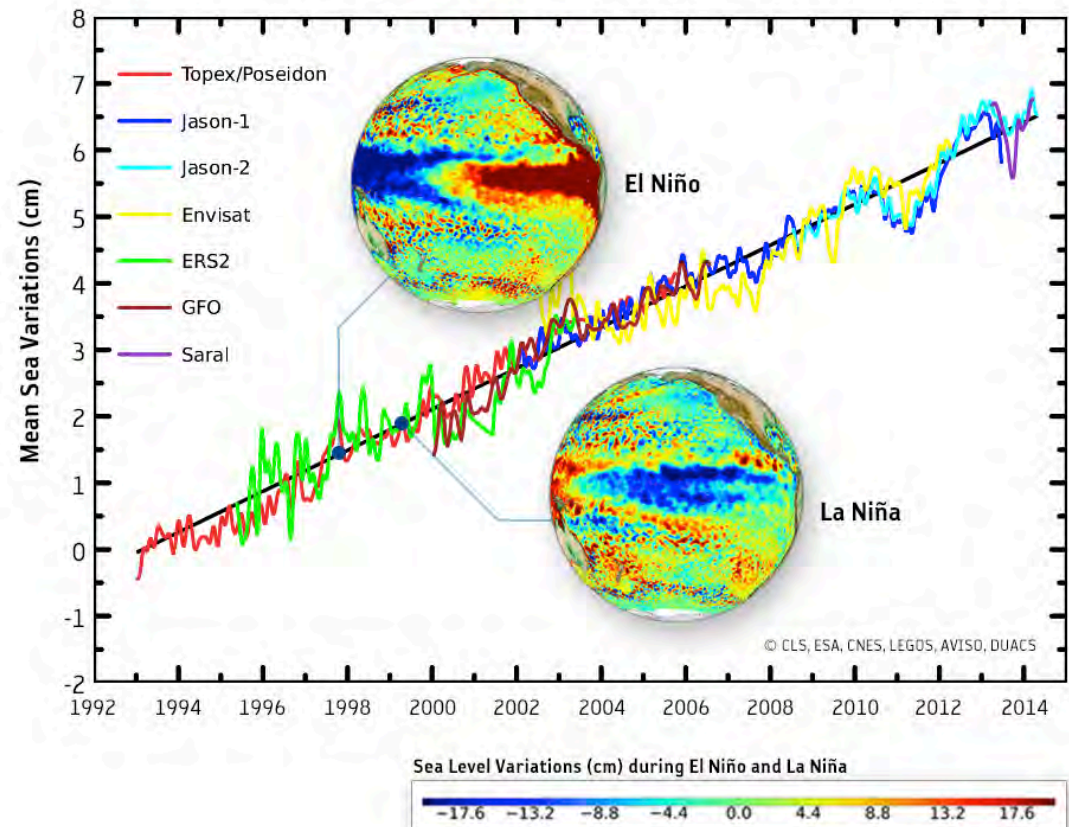 8
7
6
5
4
3
2
1
0
-1
-2
Mean Sea Variations (cm)
Topex/Poseidon
Jason-1
Jason-2
Envisat
ERS2
GFO
Saral
El Niño
La Niña
© CLS, ESA, CNES, LEGOS, AVISO, DUACS
1992 1994 1996 1998 2000 2002 2004 2006 2008 2010 2012 2014
Sea Level Variations (cm) during El Niño and La Niña
−17.6 −13.2 −8.8 −4.4 0.0 4.4 8.8 13.2 17.6